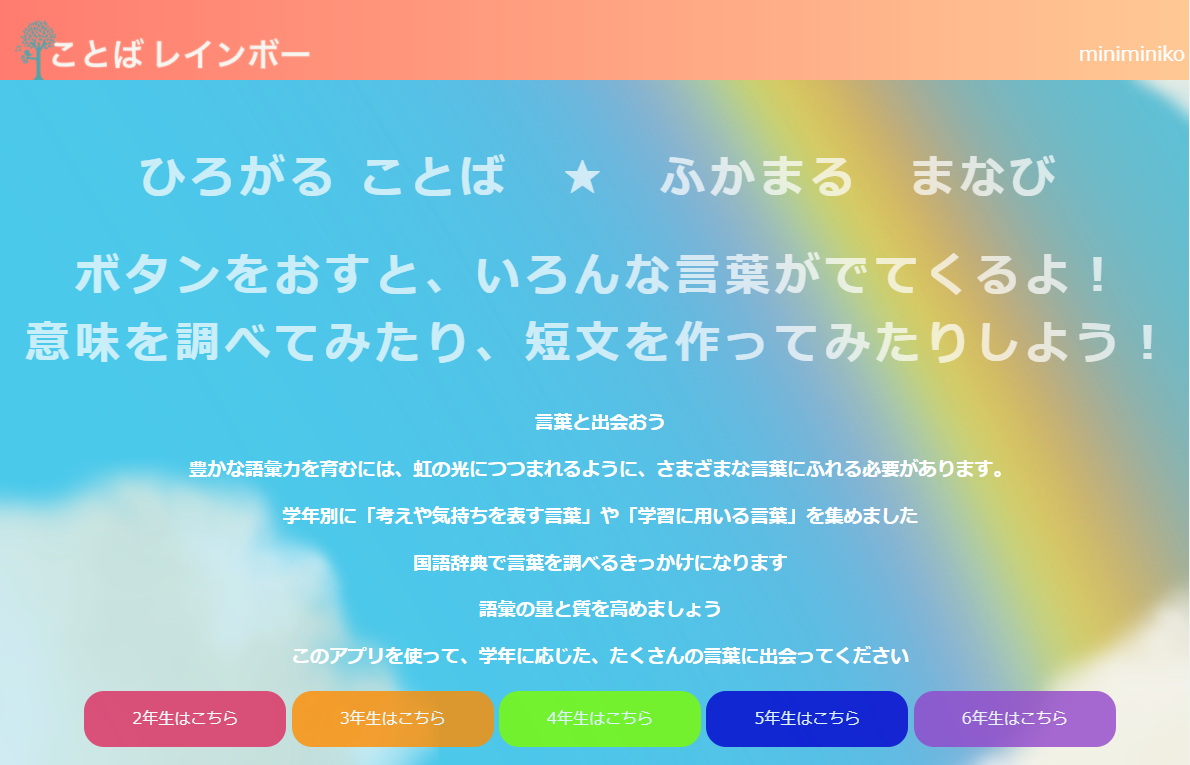 ことば レインボー
miniminiko
ひろがる ことば　★　ふかまる　まなび
ボタンをおすと、いろんな言葉がでてくるよ！
意味を調べてみたり、短文を作ってみたりしよう！
言葉と出会おう
豊かな語彙力を育むには、虹の光につつまれるように、さまざまな言葉にふれる必要があります。
学年別に「考えや気持ちを表す言葉」や「学習に用いる言葉」を集めました
国語辞典で言葉を調べるきっかけになります
語彙の量と質を高めましょう
このアプリを使って、学年に応じた、たくさんの言葉に出会ってください
2年生はこちら
3年生はこちら
4年生はこちら
5年生はこちら
6年生はこちら